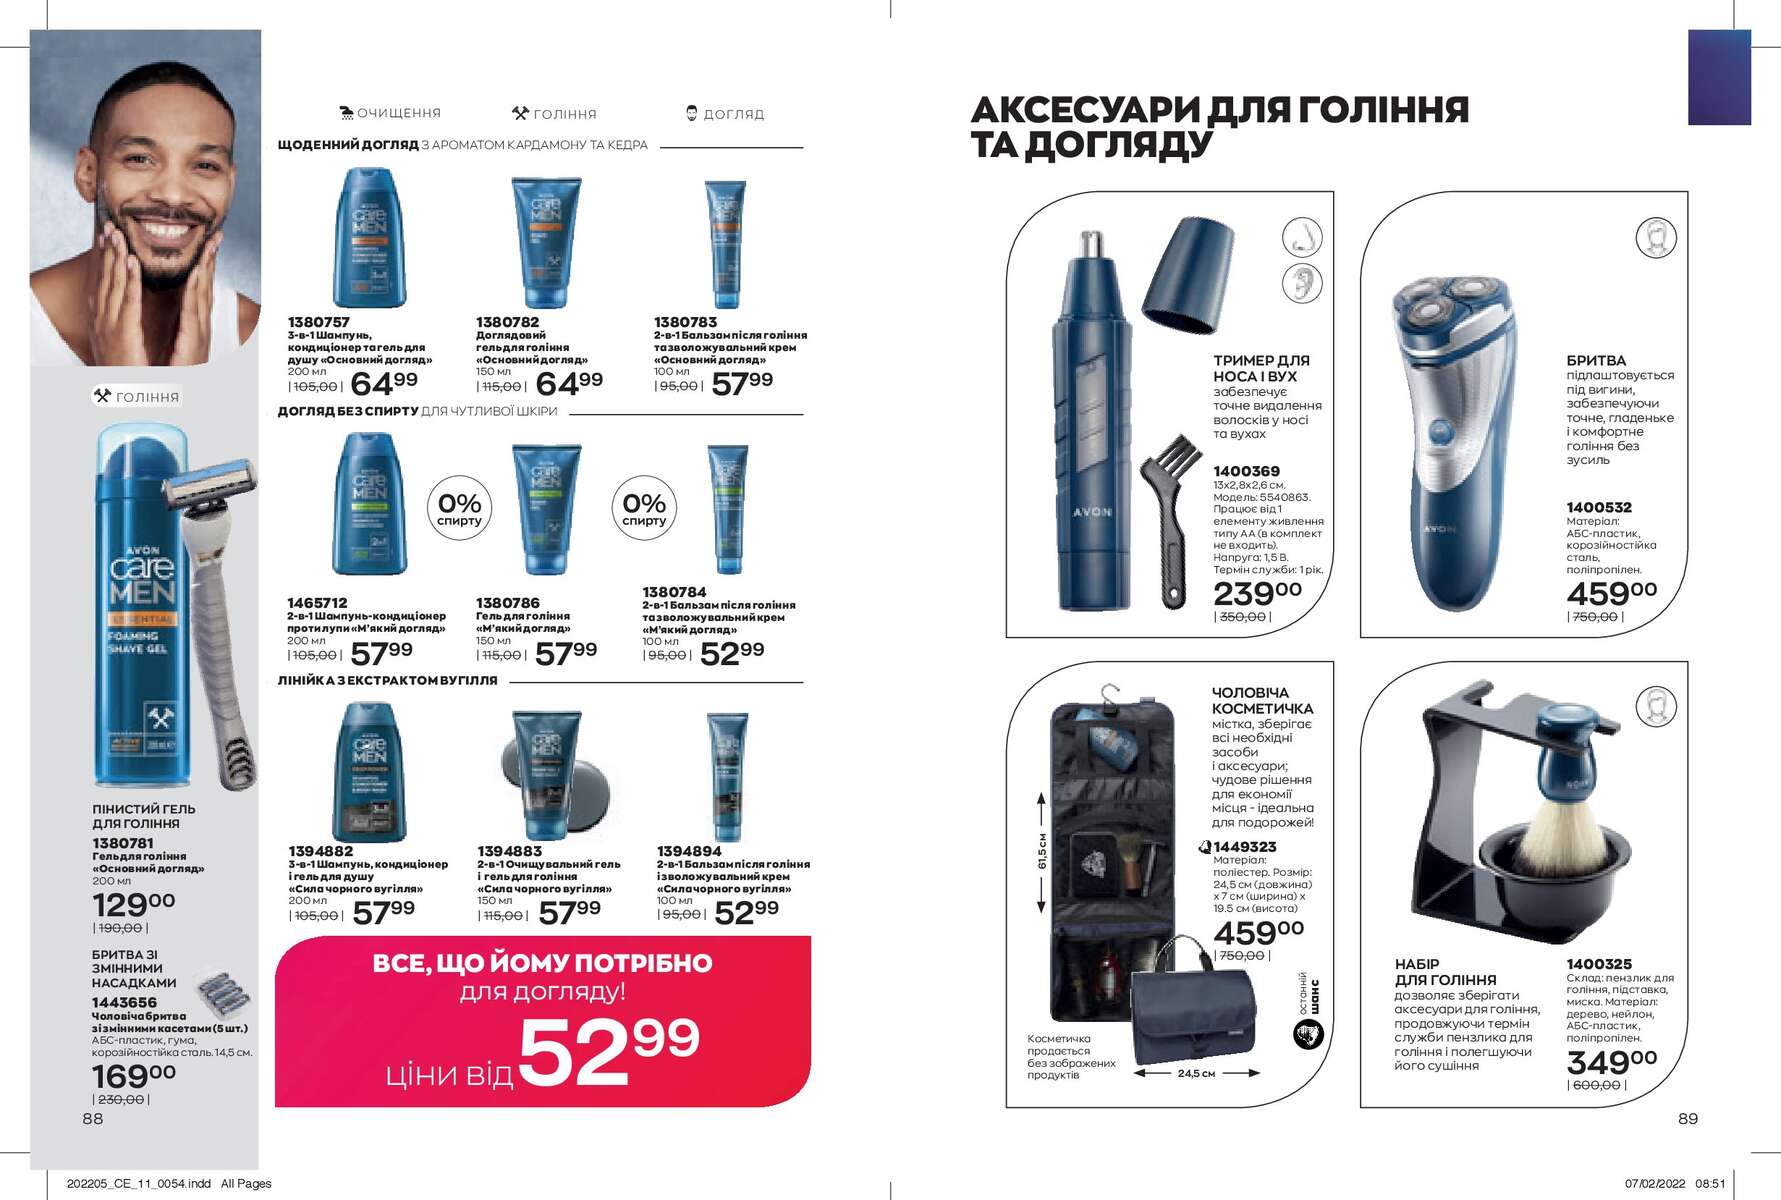 ОЧИЩЕННЯ
ГОЛІННЯ
ДОГЛЯД
ЩОДЕННИЙ ДОГЛЯД З АРОМАТОМ КАРДАМОНУ ТА КЕДРА
1380757
3-в-1 Шампунь,
кондиціонер та гель для
душу «Основний догляд»
200 мл
| 105,00 | 64 99
1380782
Доглядовий
гель для гоління
«Основний догляд»
150 мл
| 115,00 | 64 99
1380783
2-в-1 Бальзам після гоління
та зволожувальний крем
«Основний догляд»
100 мл
| 95,00 | 57 99
ДОГЛЯД БЕЗ СПИРТУ ДЛЯ ЧУТЛИВОЇ ШКІРИ
0%
спирту
0%
спирту
1465712
2-в-1 Шампунь-кондиціонер
проти лупи «М'який догляд»
200 мл
| 105,00 | 57 99
1380786
Гель для гоління
«М'який догляд»
150 мл
| 115,00 | 57 99
1380784
2-в-1 Бальзам після гоління
та зволожувальний крем
«М'який догляд»
100 мл
| 95,00 | 52 99
ЛІНІЙКА З ЕКСТРАКТОМ ВУГІЛЛЯ
1394882
3-в-1 Шампунь, кондиціонер
і гель для душу
«Сила чорного вугілля»
200 мл
| 105,00 | 57 99
1394883
2-в-1 Очищувальний гель
і гель для гоління
«Сила чорного вугілля»
150 мл
| 115,00 | 57 99
1394894
2-в-1 Бальзам після гоління
і зволожувальний крем
«Сила чорного вугілля»
100 мл
| 95,00 | 52 99
ВСЕ, ЩО ЙОМУ ПОТРІБНО
для догляду!
ціни від 52 99
ГОЛІННЯ
AVON
care
MEN
ESSENTIAL
FOAMING
SHAVE GEL
ПІНИСТИЙ ГЕЛЬ
ДЛЯ ГОЛІННЯ
1380781
Гель для гоління
«Основний догляд»
200 мл
129 00
| 190,00 |
БРИТВА ЗІ
ЗМІННИМИ
НАСАДКАМИ
1443656
Чоловіча бритва
зі змінними касетами (5 шт.)
АБС-пластик, гума,
корозійностійка сталь. 14,5 см.
169 00
| 230,00 |
88
АКСЕСУАРИ ДЛЯ ГОЛІННЯ
ТА ДОГЛЯДУ
AVON
ТРИМЕР ДЛЯ
НОСА І ВУХ
забезпечує
точне видалення
волосків у носі
та вухах
1400369
13х2,8х2,6 см.
Модель: 5540863.
Працює від 1
елементу живлення
типу АА (в комплект
не входить).
Напруга: 1,5 В.
Термін служби: 1 рік.
239 00
| 350,00 |
AVON
БРИТВА
підлаштовується
під вигини,
забезпечуючи
точне, гладеньке
і комфортне
гоління без
зусиль
1400532
Матеріал:
АБС-пластик,
корозійностійка
сталь,
поліпропілен.
459 00
| 750,00 |
ЧОЛОВІЧА
КОСМЕТИЧКА
містка, зберігає
всі необхідні
засоби
і аксесуари;
чудове рішення
для економії
місця - ідеальна
для подорожей!
1449323
Матеріал:
поліестер. Розмір:
24,5 см (довжина)
х 7 см (ширина) х
19.5 см (висота)
459 00
| 750,00 |
останній
шанс
61,5 см
24,5 см
Косметичка
продається
без зображених
продуктів
AVON
НАБІР
ДЛЯ ГОЛІННЯ
дозволяє зберігати
аксесуари для гоління,
продовжуючи термін
служби пензлика для
гоління і полегшуючи
його сушіння
1400325
Склад: пензлик для
гоління, підставка,
миска. Матеріал:
дерево, нейлон,
АБС-пластик,
поліпропілен.
349 00
| 600,00 |
89
202205_CE_11_0054.indd All Pages
07/02/2022 08:51